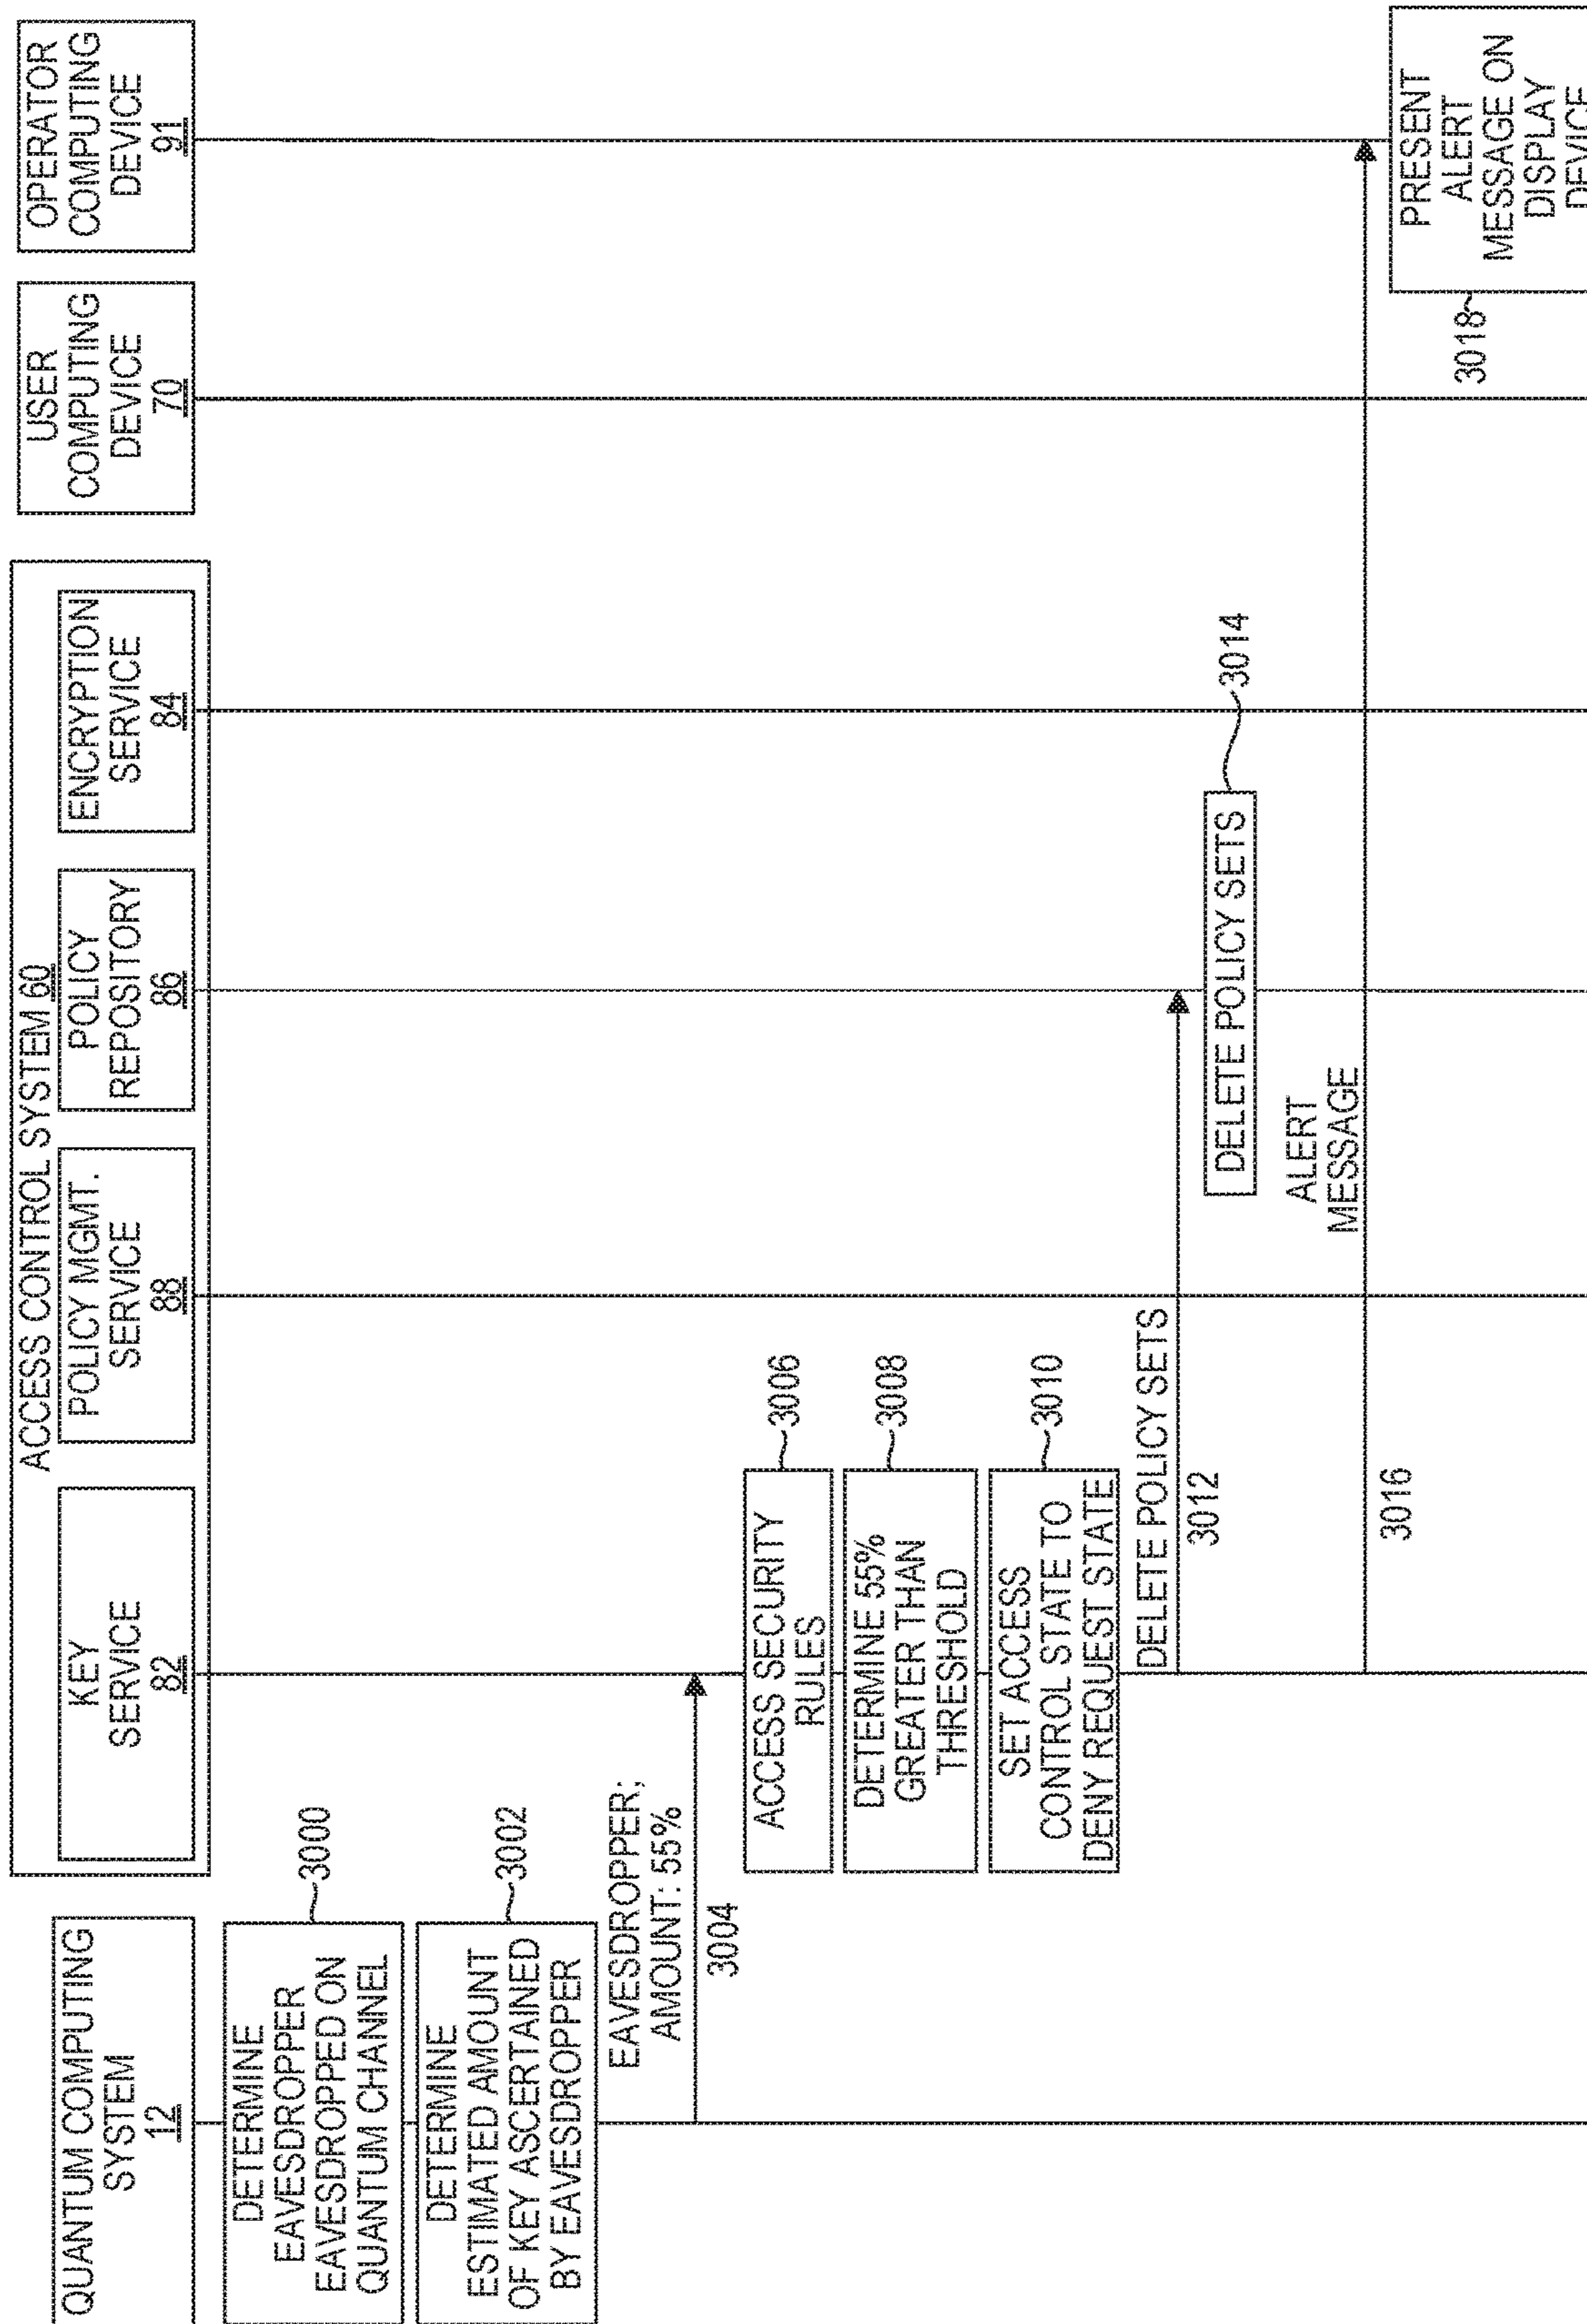 QUANTUM COMPUTING
SYSTEM
12
ACCESS CONTROL SYSTEM 60
KEY
SERVICE
82
POLICY MGMT.
SERVICE
88
POLICY
REPOSITORY
86
ENCRYPTION
SERVICE
84
USER
COMPUTING
DEVICE
70
OPERATOR
COMPUTING
DEVICE
91
DETERMINE
EAVESDROPPER
EAVESDROPPED ON
QUANTUM CHANNEL
3000
DETERMINE
ESTIMATED AMOUNT
OF KEY ASCERTAINED
BY EAVESDROPPER
3002
EAVESDROPPER;
AMOUNT: 55%
3004
ACCESS SECURITY
RULES
3006
DETERMINE 55%
GREATER THAN
THRESHOLD
3008
SET ACCESS
CONTROL STATE TO
DENY REQUEST STATE
3010
DELETE POLICY SETS
3012
DELETE POLICY SETS
3014
ALERT
MESSAGE
3016
PRESENT
ALERT
MESSAGE ON
DISPLAY
DEVICE
3018